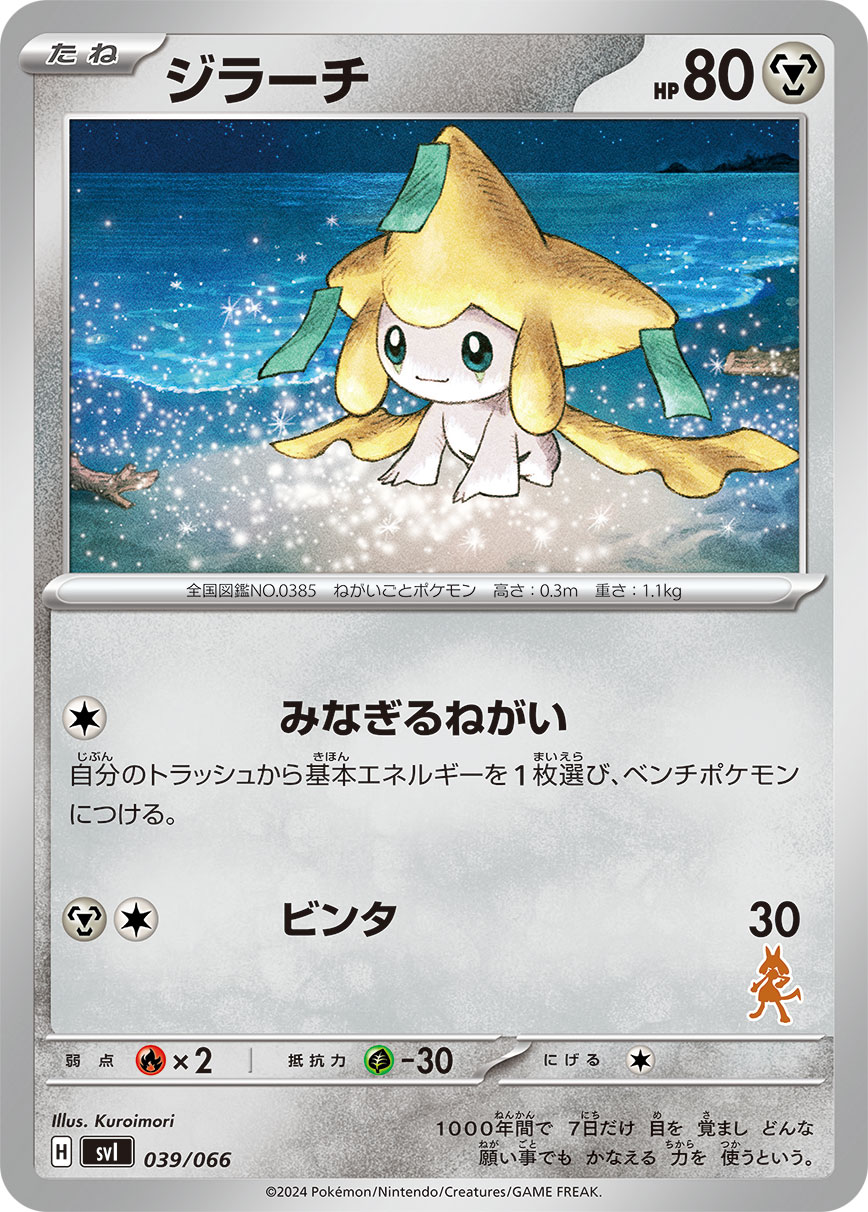 たね
ジラーチ
HP 80
全国図鑑NO.0385 ねがいごとポケモン 高さ:0.3m 重さ:1.1kg
みなぎるねがい
自分のトラッシュから基本エネルギーを1枚選び、ベンチポケモン
につける。
ビンタ 30
弱点 ×2 抵抗力 -30 にげる
Illus. Kuroimori
1000年間で 7日だけ 目を 覚まし どんな
願い事でも かなえる 力を 使うという。
H svI 039/066
©2024 Pokémon/Nintendo/Creatures/GAME FREAK.